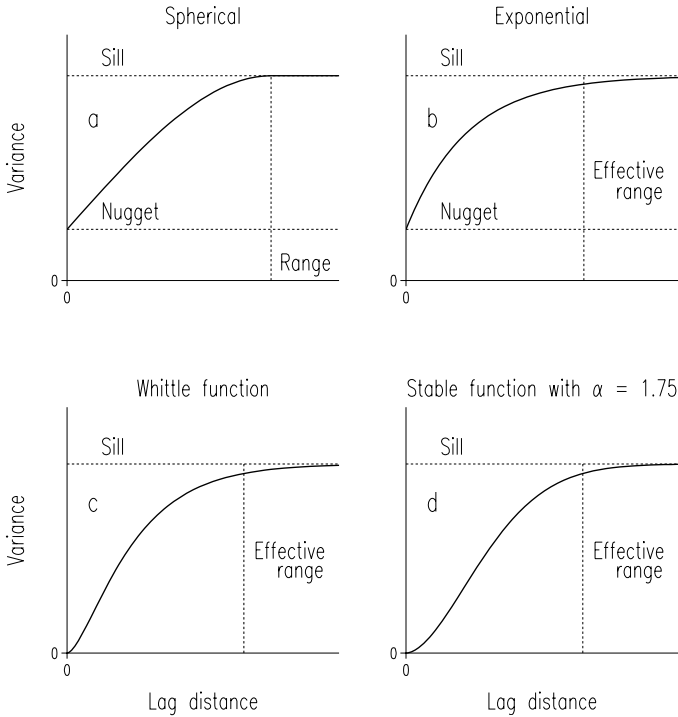 Spherical
Sill
a
Variance
Nugget
Range
0
0
Exponential
Sill
b
Effective
range
Nugget
0
0
Whittle function
Sill
c
Variance
Effective
range
0
0
Lag distance
Stable function with α = 1.75
Sill
d
Effective
range
0
0
Lag distance